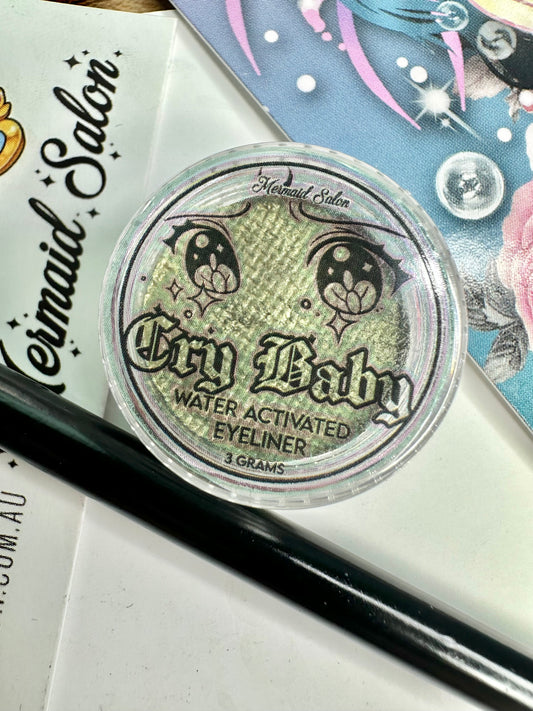 Mermaid Salon
Mermaid Salon
Cry Baby
WATER ACTIVATED
EYELINER
3 GRAMS
.COM.AU